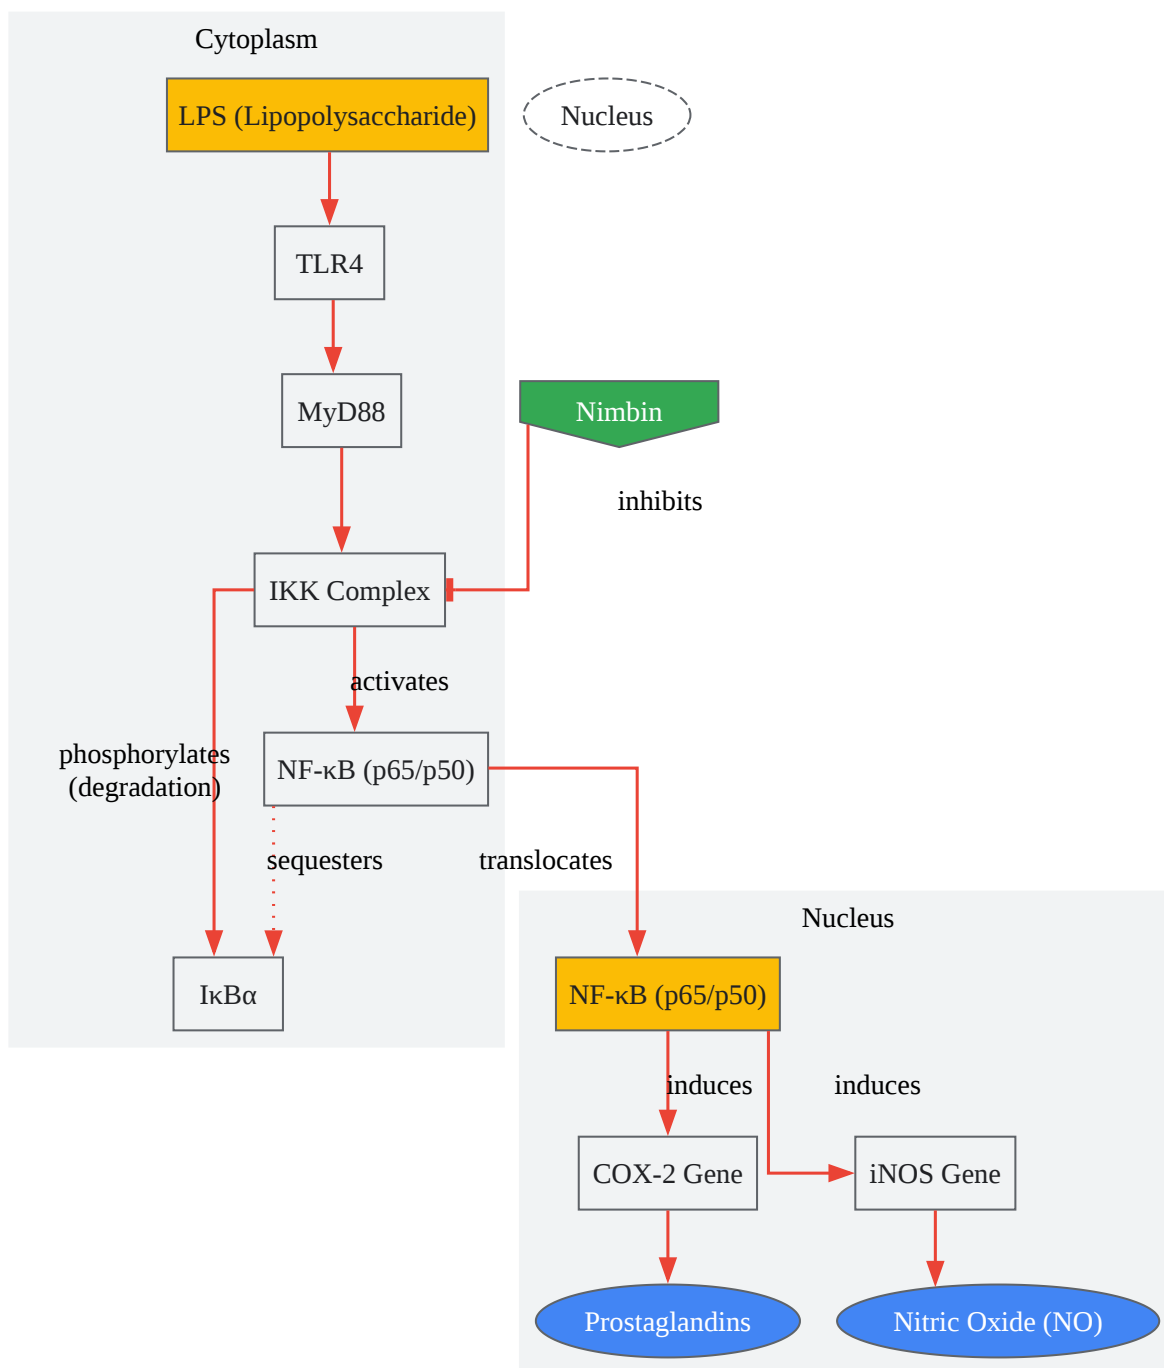 Cytoplasm
LPS (Lipopolysaccharide)
Nucleus
TLR4
MyD88
Nimbin
inhibits
IKK Complex
activates
phosphorylates
(degradation)
NF-κB (p65/p50)
sequesters
translocates
Nucleus
IκBα
NF-κB (p65/p50)
induces
induces
COX-2 Gene
iNOS Gene
Prostaglandins
Nitric Oxide (NO)